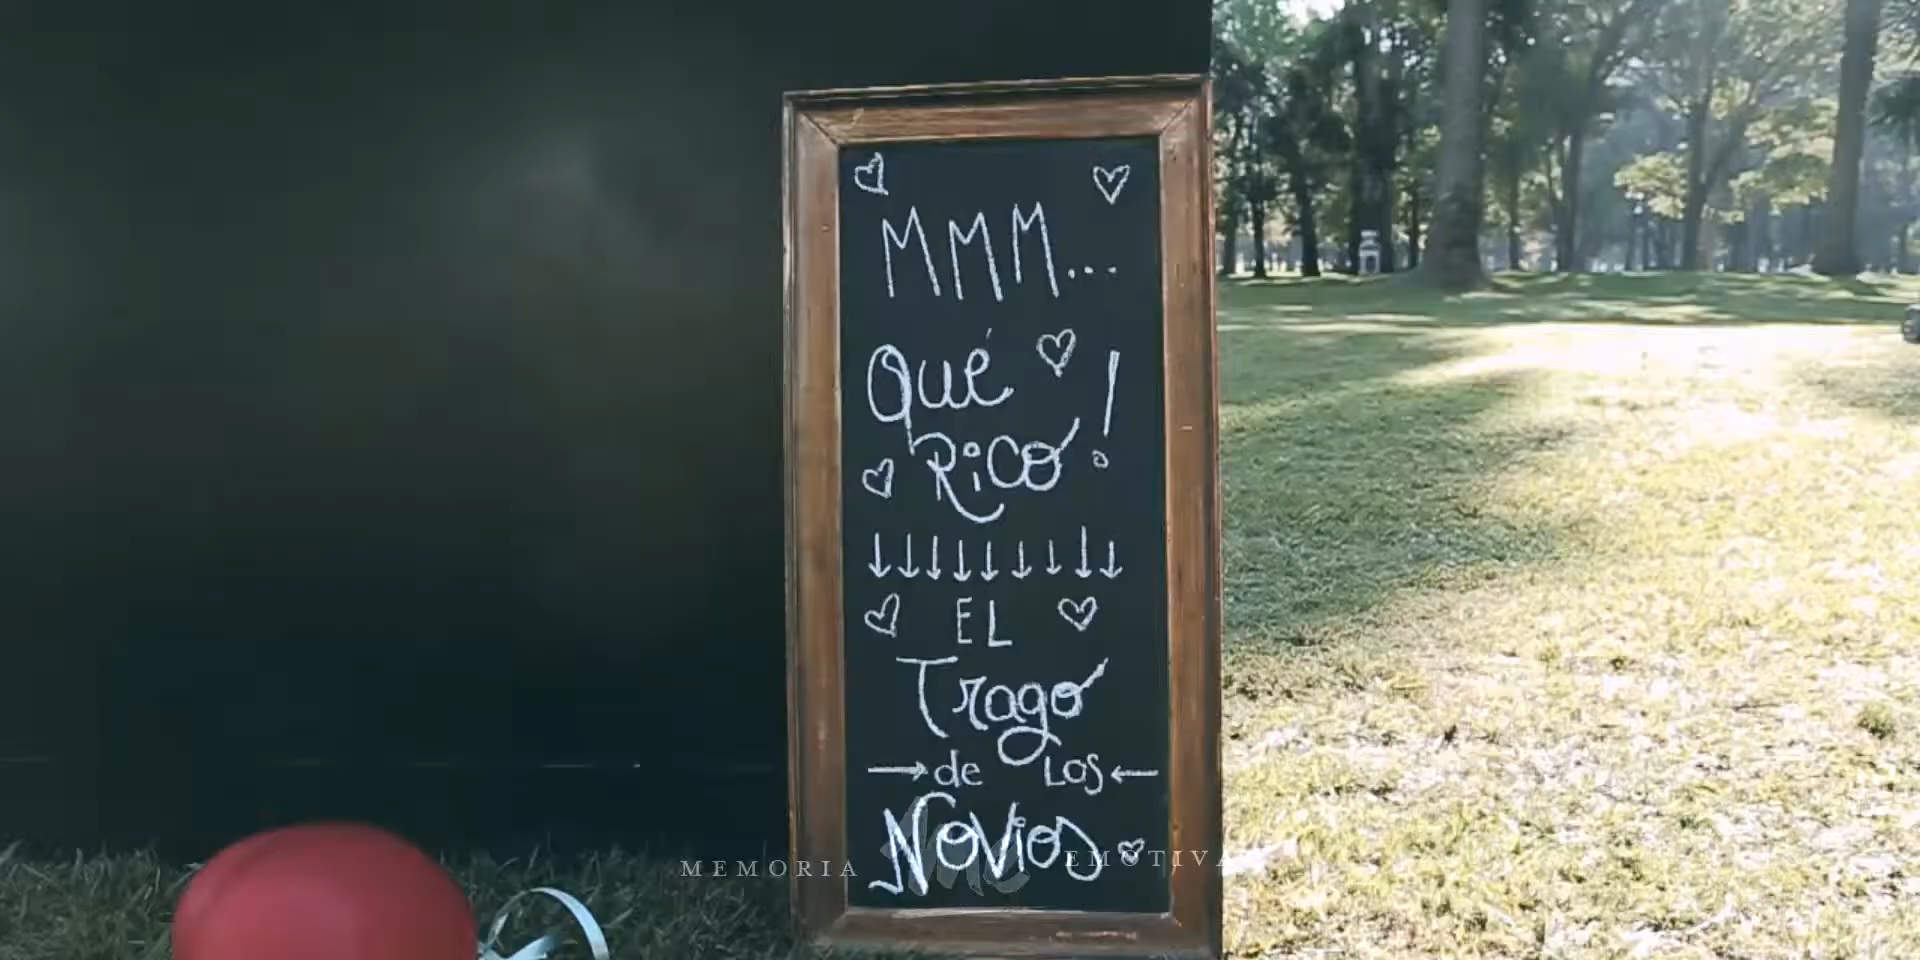 MMM...
Qué
Rico!
EL
Trago
de Los
Novios
MEMORIA EMOTIVA